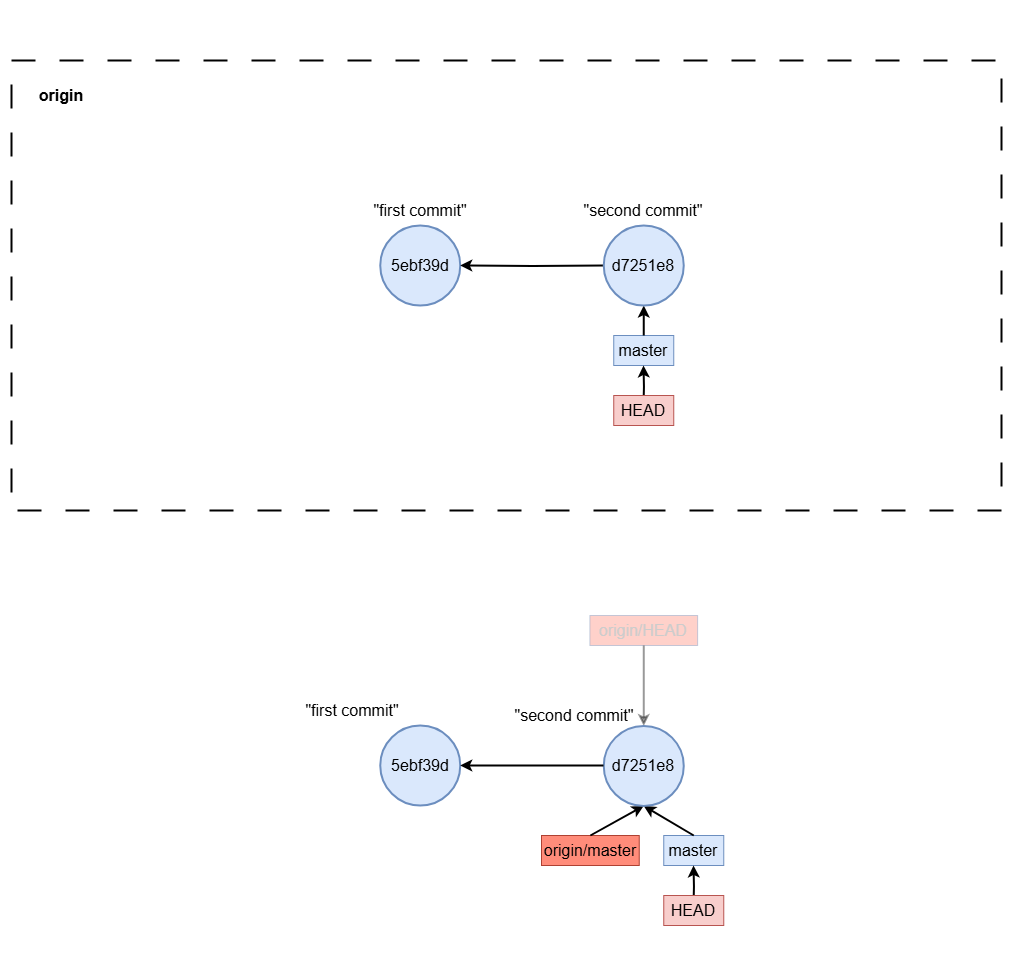 origin
"first commit"
"second commit"
5ebf39d
d7251e8
master
HEAD
origin/HEAD
"first commit"
"second commit"
5ebf39d
d7251e8
origin/master
master
HEAD